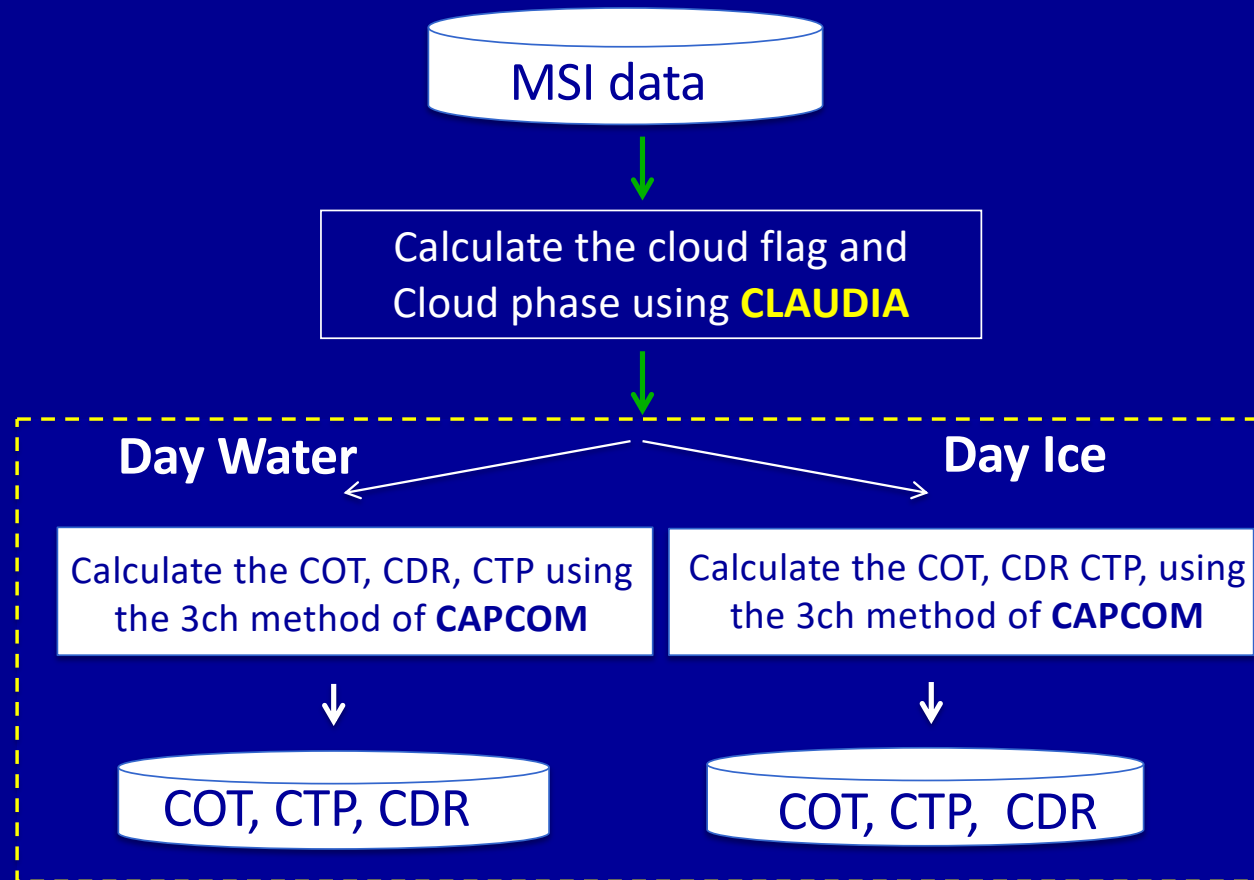 MSI data
Calculate the cloud flag and
Cloud phase using CLAUDIA
Day Water
Day Ice
Calculate the COT, CDR, CTP using
the 3ch method of CAPCOM
Calculate the COT, CDR CTP, using
the 3ch method of CAPCOM
COT, CTP, CDR
COT, CTP, CDR